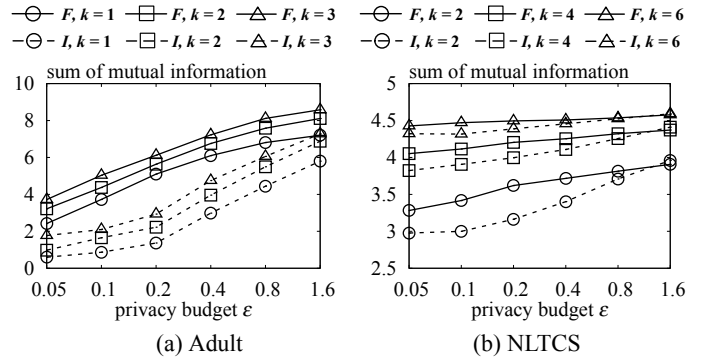 F, k = 1 F, k = 2 F, k = 3
I, k = 1 I, k = 2 I, k = 3
sum of mutual information
10
8
6
4
2
0
0.05 0.1 0.2 0.4 0.8 1.6
privacy budget ε
(a) Adult
F, k = 2 F, k = 4 F, k = 6
I, k = 2 I, k = 4 I, k = 6
sum of mutual information
5
4.5
4
3.5
3
2.5
0.05 0.1 0.2 0.4 0.8 1.6
privacy budget ε
(b) NLTCS